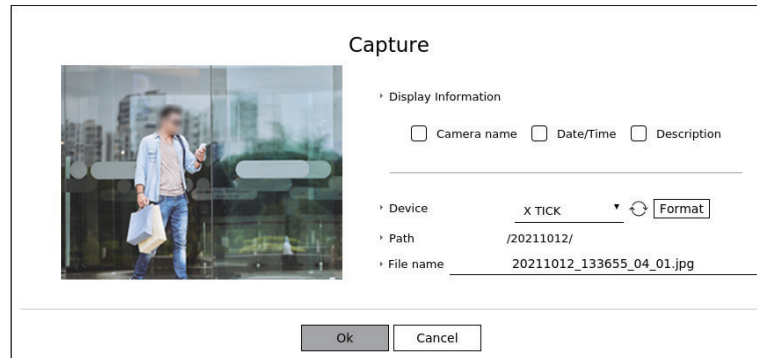 Capture
Display Information
Camera name Date/Time Description
Device X TICK Format
Path /20211012/
File name 20211012_133655_04_01.jpg
Ok Cancel